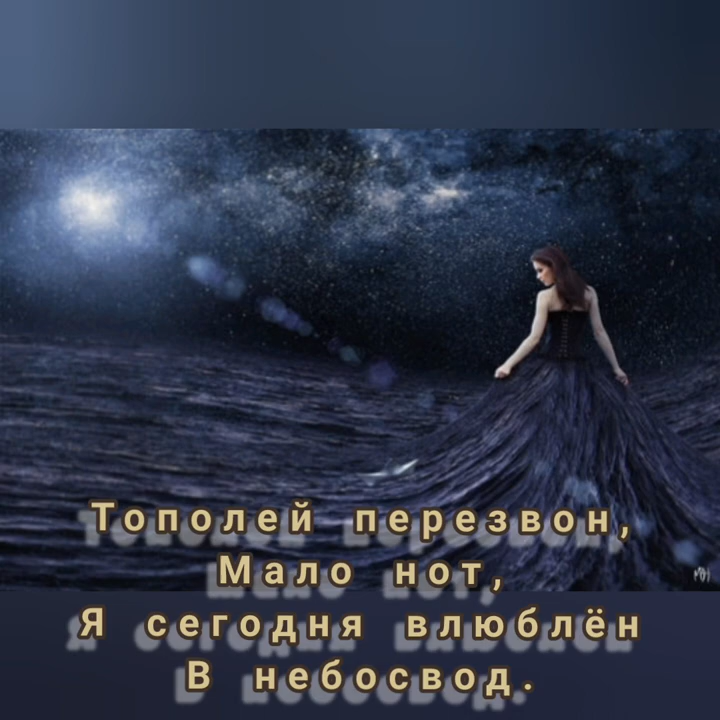 Тополей перезвон,
Мало нот,
Я сегодня влюблён
В небосвод.